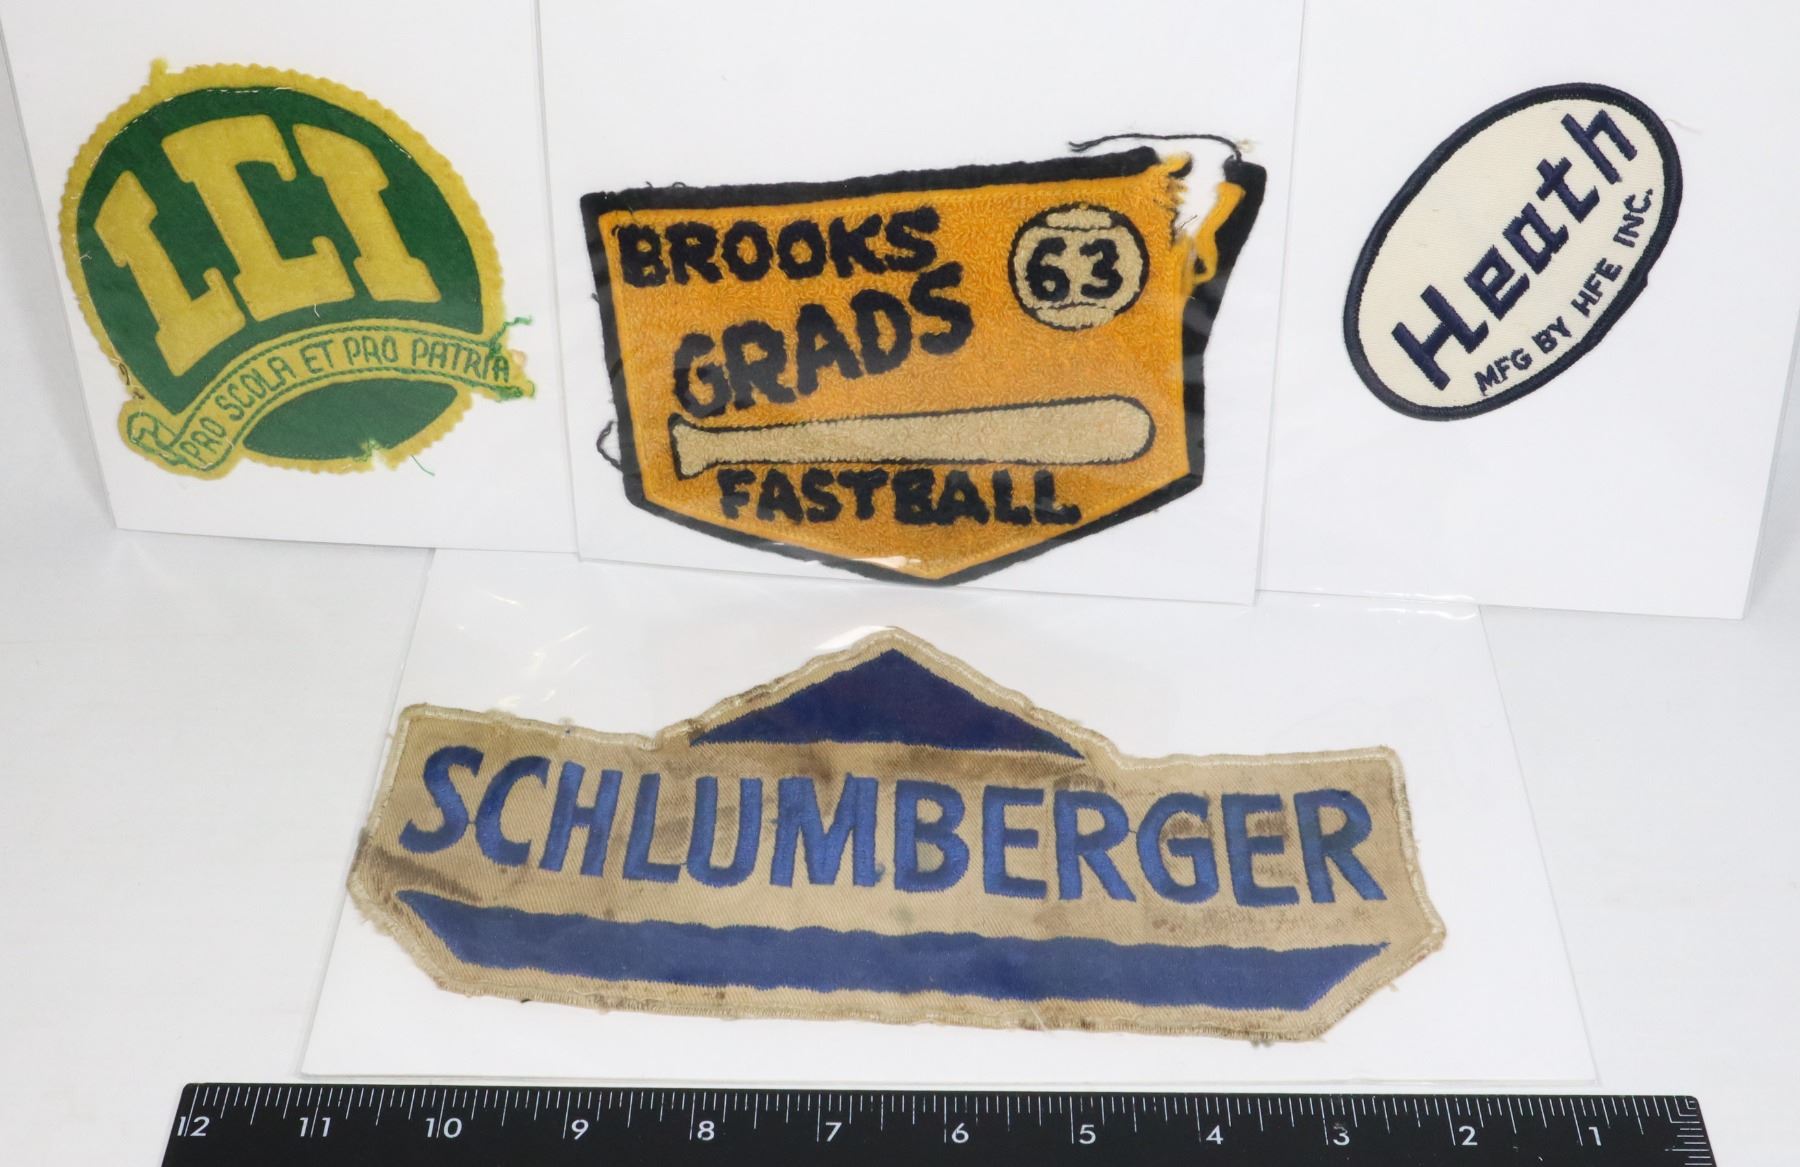 LCI
PRO SCOLA ET PRO PATRIA
BROOKS
GRADS
63
FASTBALL
Heath
MFG BY HFE INC.
SCHLUMBERGER
12 11 10 9 8 7 6 5 4 3 2 1